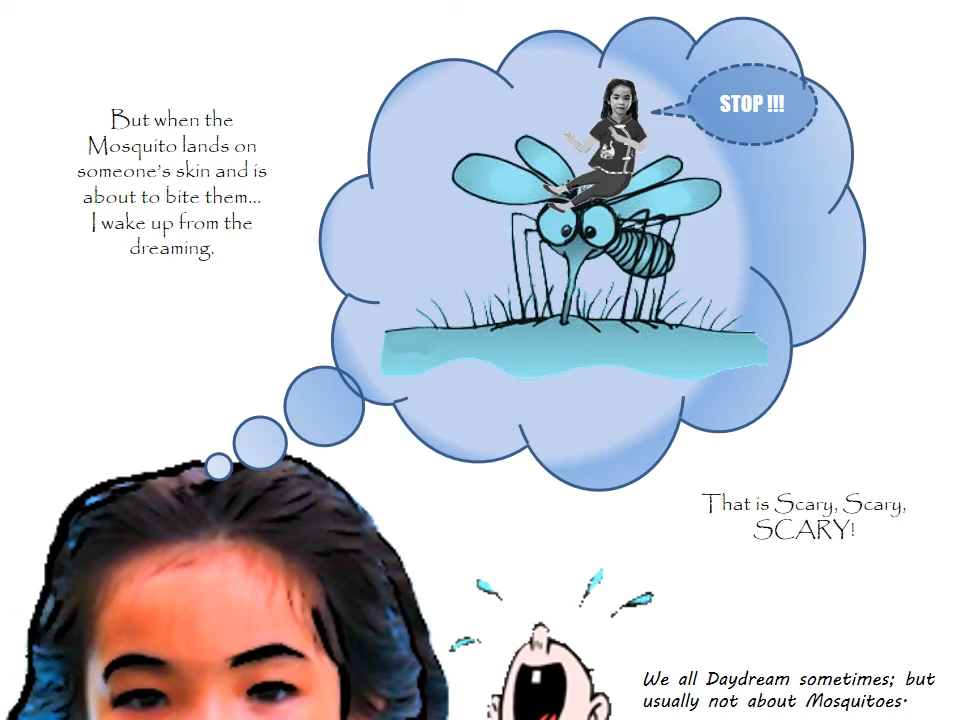 But when the
Mosquito lands on
someone's skin and is
about to bite them...
I wake up from the
dreaming.
STOP !!!
That is Scary, Scary,
SCARY!
We all Daydream sometimes; but
usually not about Mosquitoes.